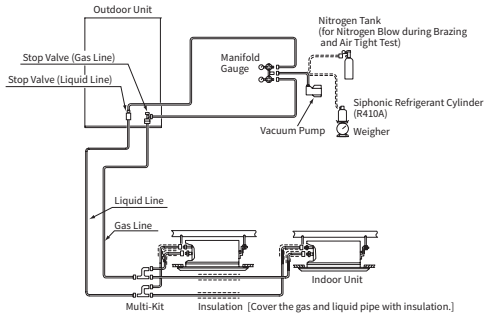 Outdoor Unit
Stop Valve (Gas Line)
Stop Valve (Liquid Line)
Manifold
Gauge
Nitrogen Tank
(for Nitrogen Blow during Brazing
and Air Tight Test)
Siphonic Refrigerant Cylinder
(R410A)
Weigher
Vacuum Pump
Liquid Line
Gas Line
Indoor Unit
Multi-Kit
Insulation [Cover the gas and liquid pipe with insulation.]